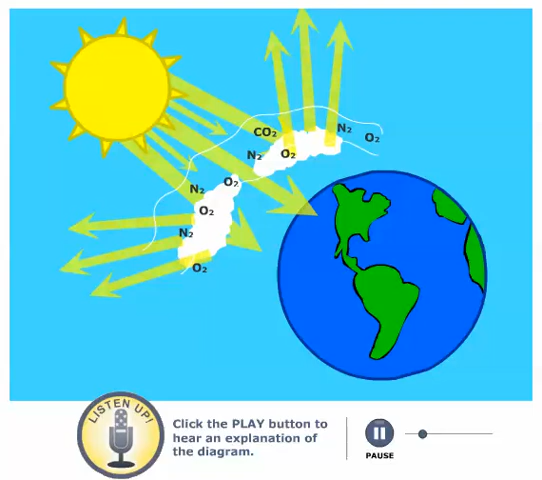 CO₂
N₂
O₂
N₂
O₂
O₂
N₂
O₂
N₂
O₂
LISTEN UP!
Click the PLAY button to
hear an explanation of
the diagram.
PAUSE